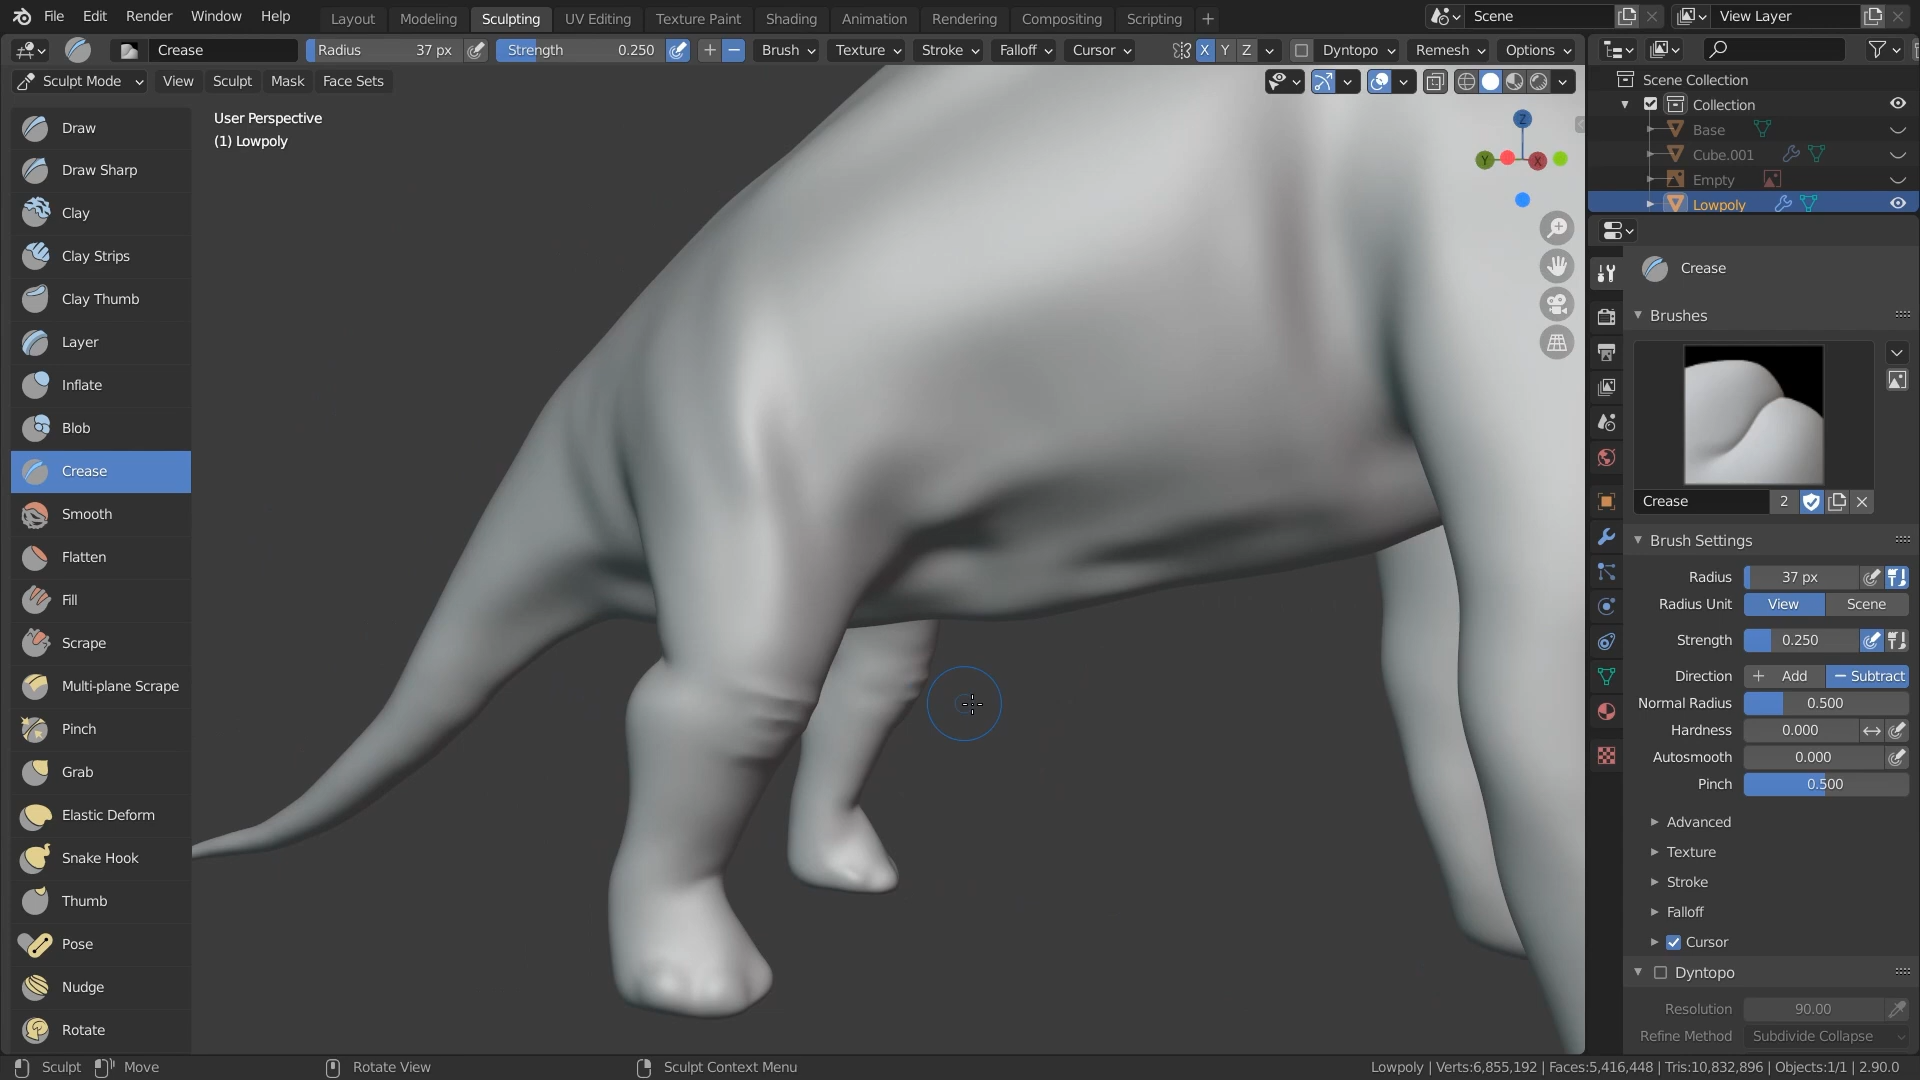 File Edit Render Window Help Layout Modeling Sculpting UV Editing Texture Paint Shading Animation Rendering Compositing Scripting + Scene View Layer
Crease Radius 37 px Strength 0.250 Brush Texture Stroke Falloff Cursor X Y Z Dyntopo Remesh Options
Sculpt Mode View Sculpt Mask Face Sets
User Perspective
(1) Lowpoly
Draw
Draw Sharp
Clay
Clay Strips
Clay Thumb
Layer
Inflate
Blob
Crease
Smooth
Flatten
Fill
Scrape
Multi-plane Scrape
Pinch
Grab
Elastic Deform
Snake Hook
Thumb
Pose
Nudge
Rotate
Z
Y X
Scene Collection
Collection
Base
Cube.001
Empty
Lowpoly
Crease
Brushes
Crease 2
Brush Settings
Radius 37 px
Radius Unit View Scene
Strength 0.250
Direction + Add − Subtract
Normal Radius 0.500
Hardness 0.000
Autosmooth 0.000
Pinch 0.500
Advanced
Texture
Stroke
Falloff
Cursor
Dyntopo
Resolution 90.00
Refine Method Subdivide Collapse
Sculpt Move Rotate View Sculpt Context Menu Lowpoly | Verts:6,855,192 | Faces:5,416,448 | Tris:10,832,896 | Objects:1/1 | 2.90.0